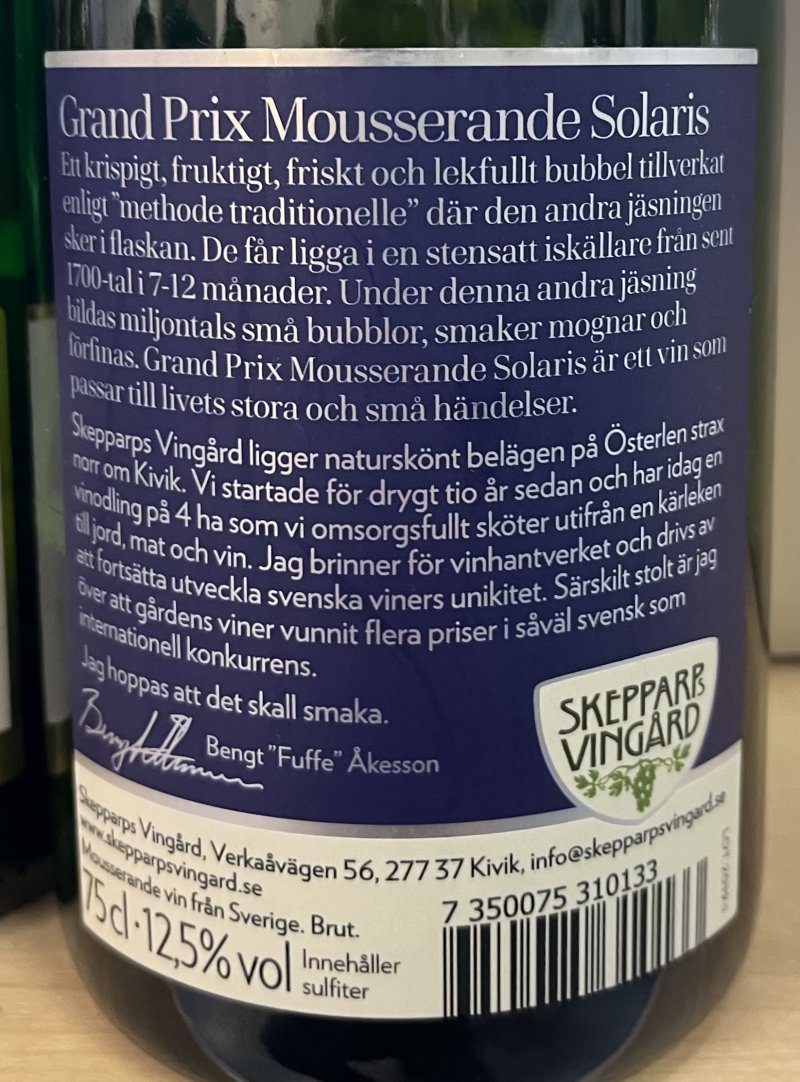 Grand Prix Mousserande Solaris
Ett krispigt, fruktigt, friskt och lekfullt bubbel tillverkat
enligt "methode traditionelle" där den andra jäsningen
sker i flaskan. De får ligga i en stensatt iskällare från sent
1700-tal i 7-12 månader. Under denna andra jäsning
bildas miljontals små bubblor, smaker mognar och
förfinas. Grand Prix Mousserande Solaris är ett vin som
passar till livets stora och små händelser.
Skepparps Vingård ligger naturskönt belägen på Österlen strax
norr om Kivik. Vi startade för drygt tio år sedan och har idag en
vinodling på 4 ha som vi omsorgsfullt sköter utifrån en kärleken
till jord, mat och vin. Jag brinner för vinhantverket och drivs av
att fortsätta utveckla svenska viners unikitet. Särskilt stolt är jag
över att gårdens viner vunnit flera priser i såväl svensk som
internationell konkurrens.
Jag hoppas att det skall smaka.
Bengt "Fuffe" Åkesson
SKEPPARPS
VINGÅRD
Skepparps Vingård, Verkaåvägen 56, 277 37 Kivik, info@skepparpsvingard.se
www.skepparpsvingard.se
Mousserande vin från Sverige. Brut.
75cl · 12,5% vol
Innehåller
sulfiter
7 350075 310133